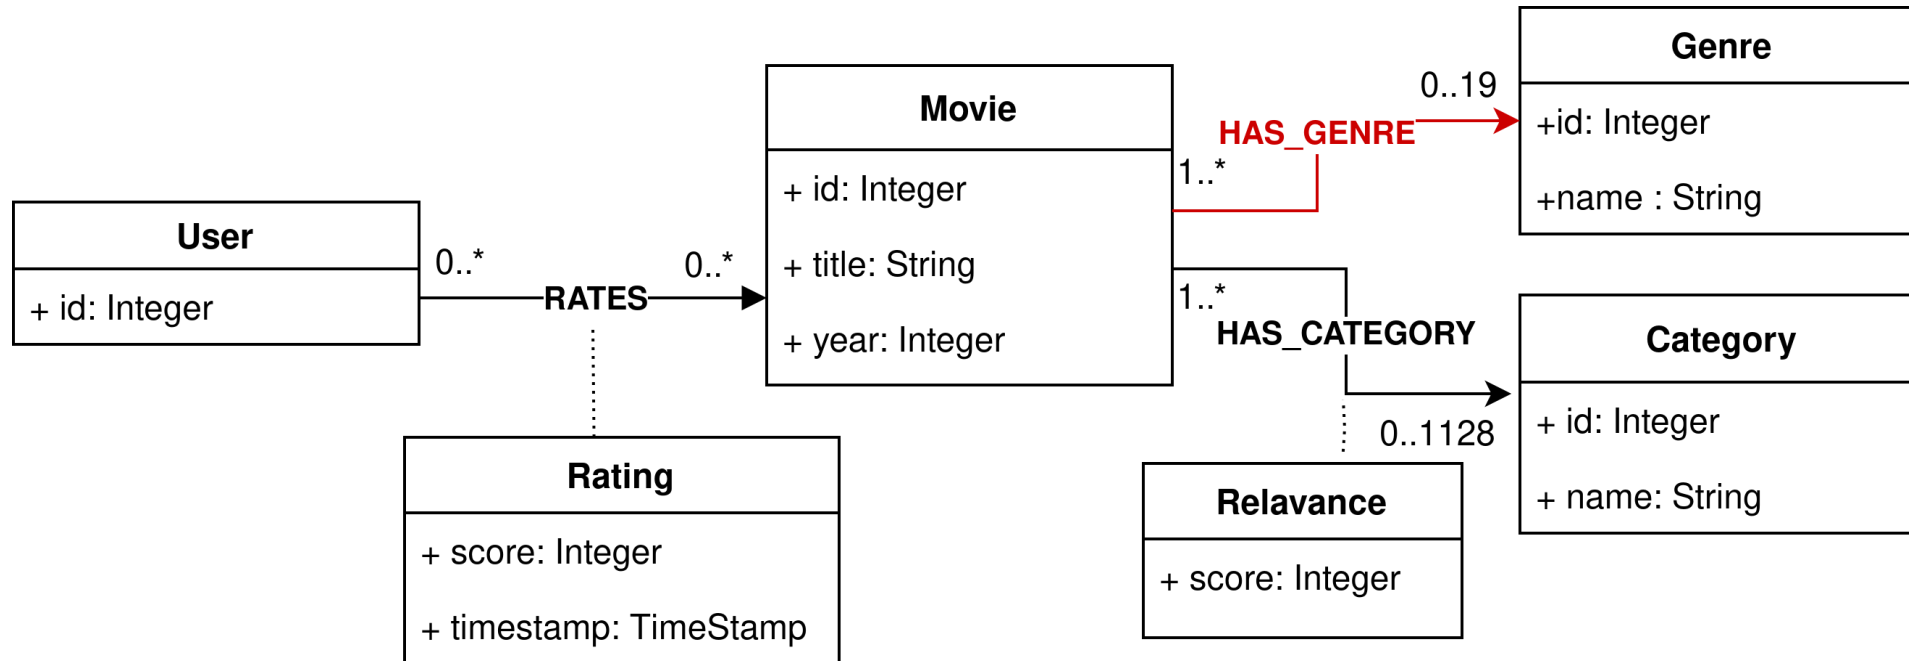 User
+ id: Integer
0..*
RATES
0..*
Rating
+ score: Integer
+ timestamp: TimeStamp
Movie
+ id: Integer
+ title: String
+ year: Integer
1..*
HAS_GENRE
0..19
Genre
+id: Integer
+name : String
1..*
HAS_CATEGORY
0..1128
Relavance
+ score: Integer
Category
+ id: Integer
+ name: String